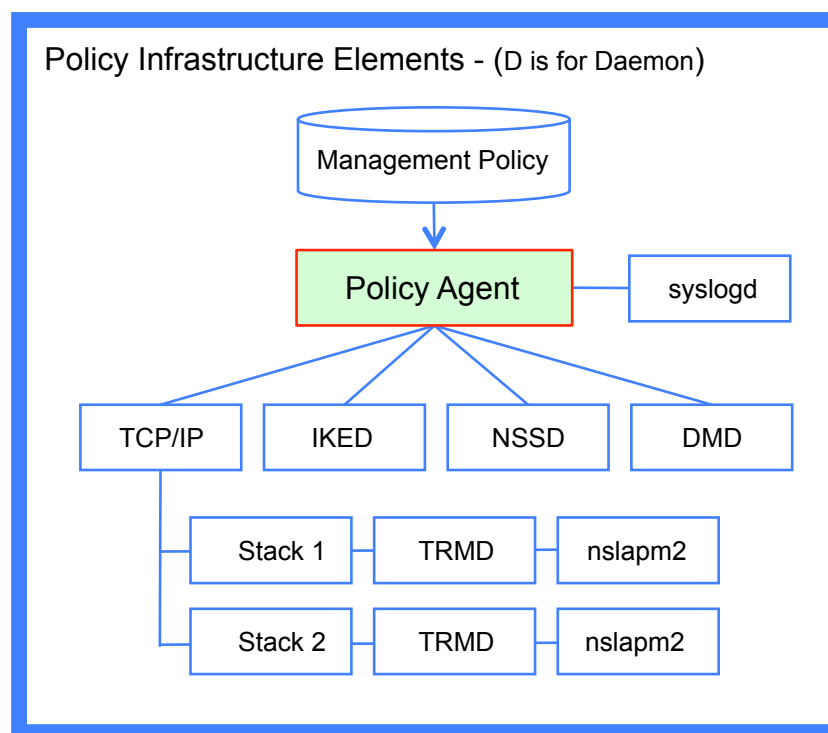 Policy Infrastructure Elements - (D is for Daemon)
Management Policy
Policy Agent
syslogd
TCP/IP
IKED
NSSD
DMD
Stack 1
TRMD
nslapm2
Stack 2
TRMD
nslapm2